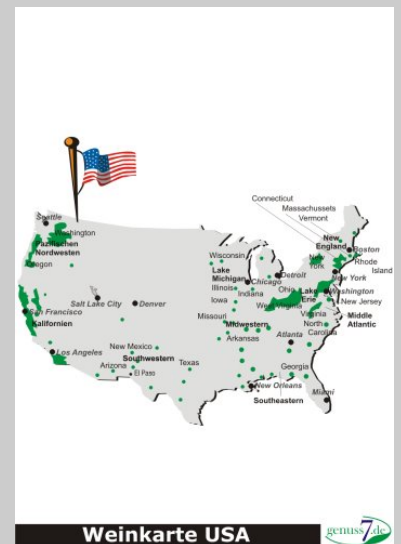 Connecticut
Massachussets
Vermont
Seattle
Washington
Pazifischen
Nordwesten
Oregon
New
England
Boston
Rhode
Island
New
York
New York
Wisconsin
Lake
Michigan
Chicago
Detroit
Illinois
Indiana
Ohio
Lake
Erie
Washington
New Jersey
Iowa
West Virginia
Virginia
Middle
Atlantic
Salt Lake City
Denver
San Francisco
Kalifornien
Missouri
Midwestern
North
Carolina
Arkansas
Atlanta
Los Angeles
New Mexico
Southwestern
Arizona
El Paso
Texas
Georgia
New Orleans
Miami
Southeastern
Weinkarte USA
genuss7.de